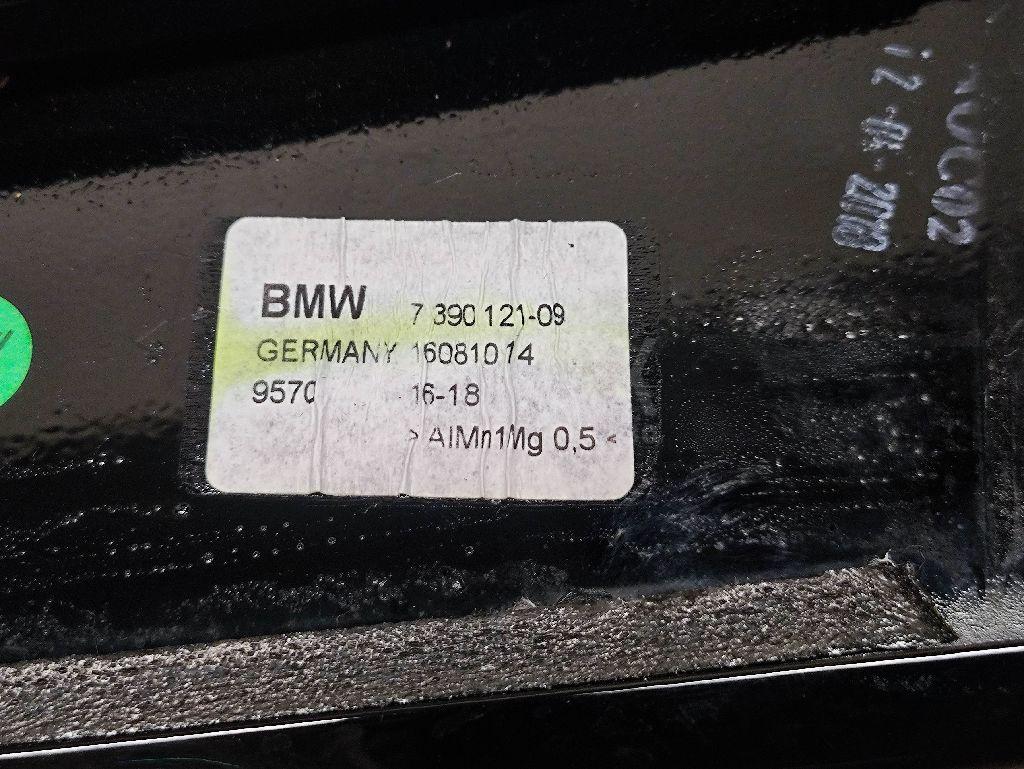 BMW 7 390 121-09
GERMANY 16081014
9570 16-18
> AlMn1Mg 0,5 <